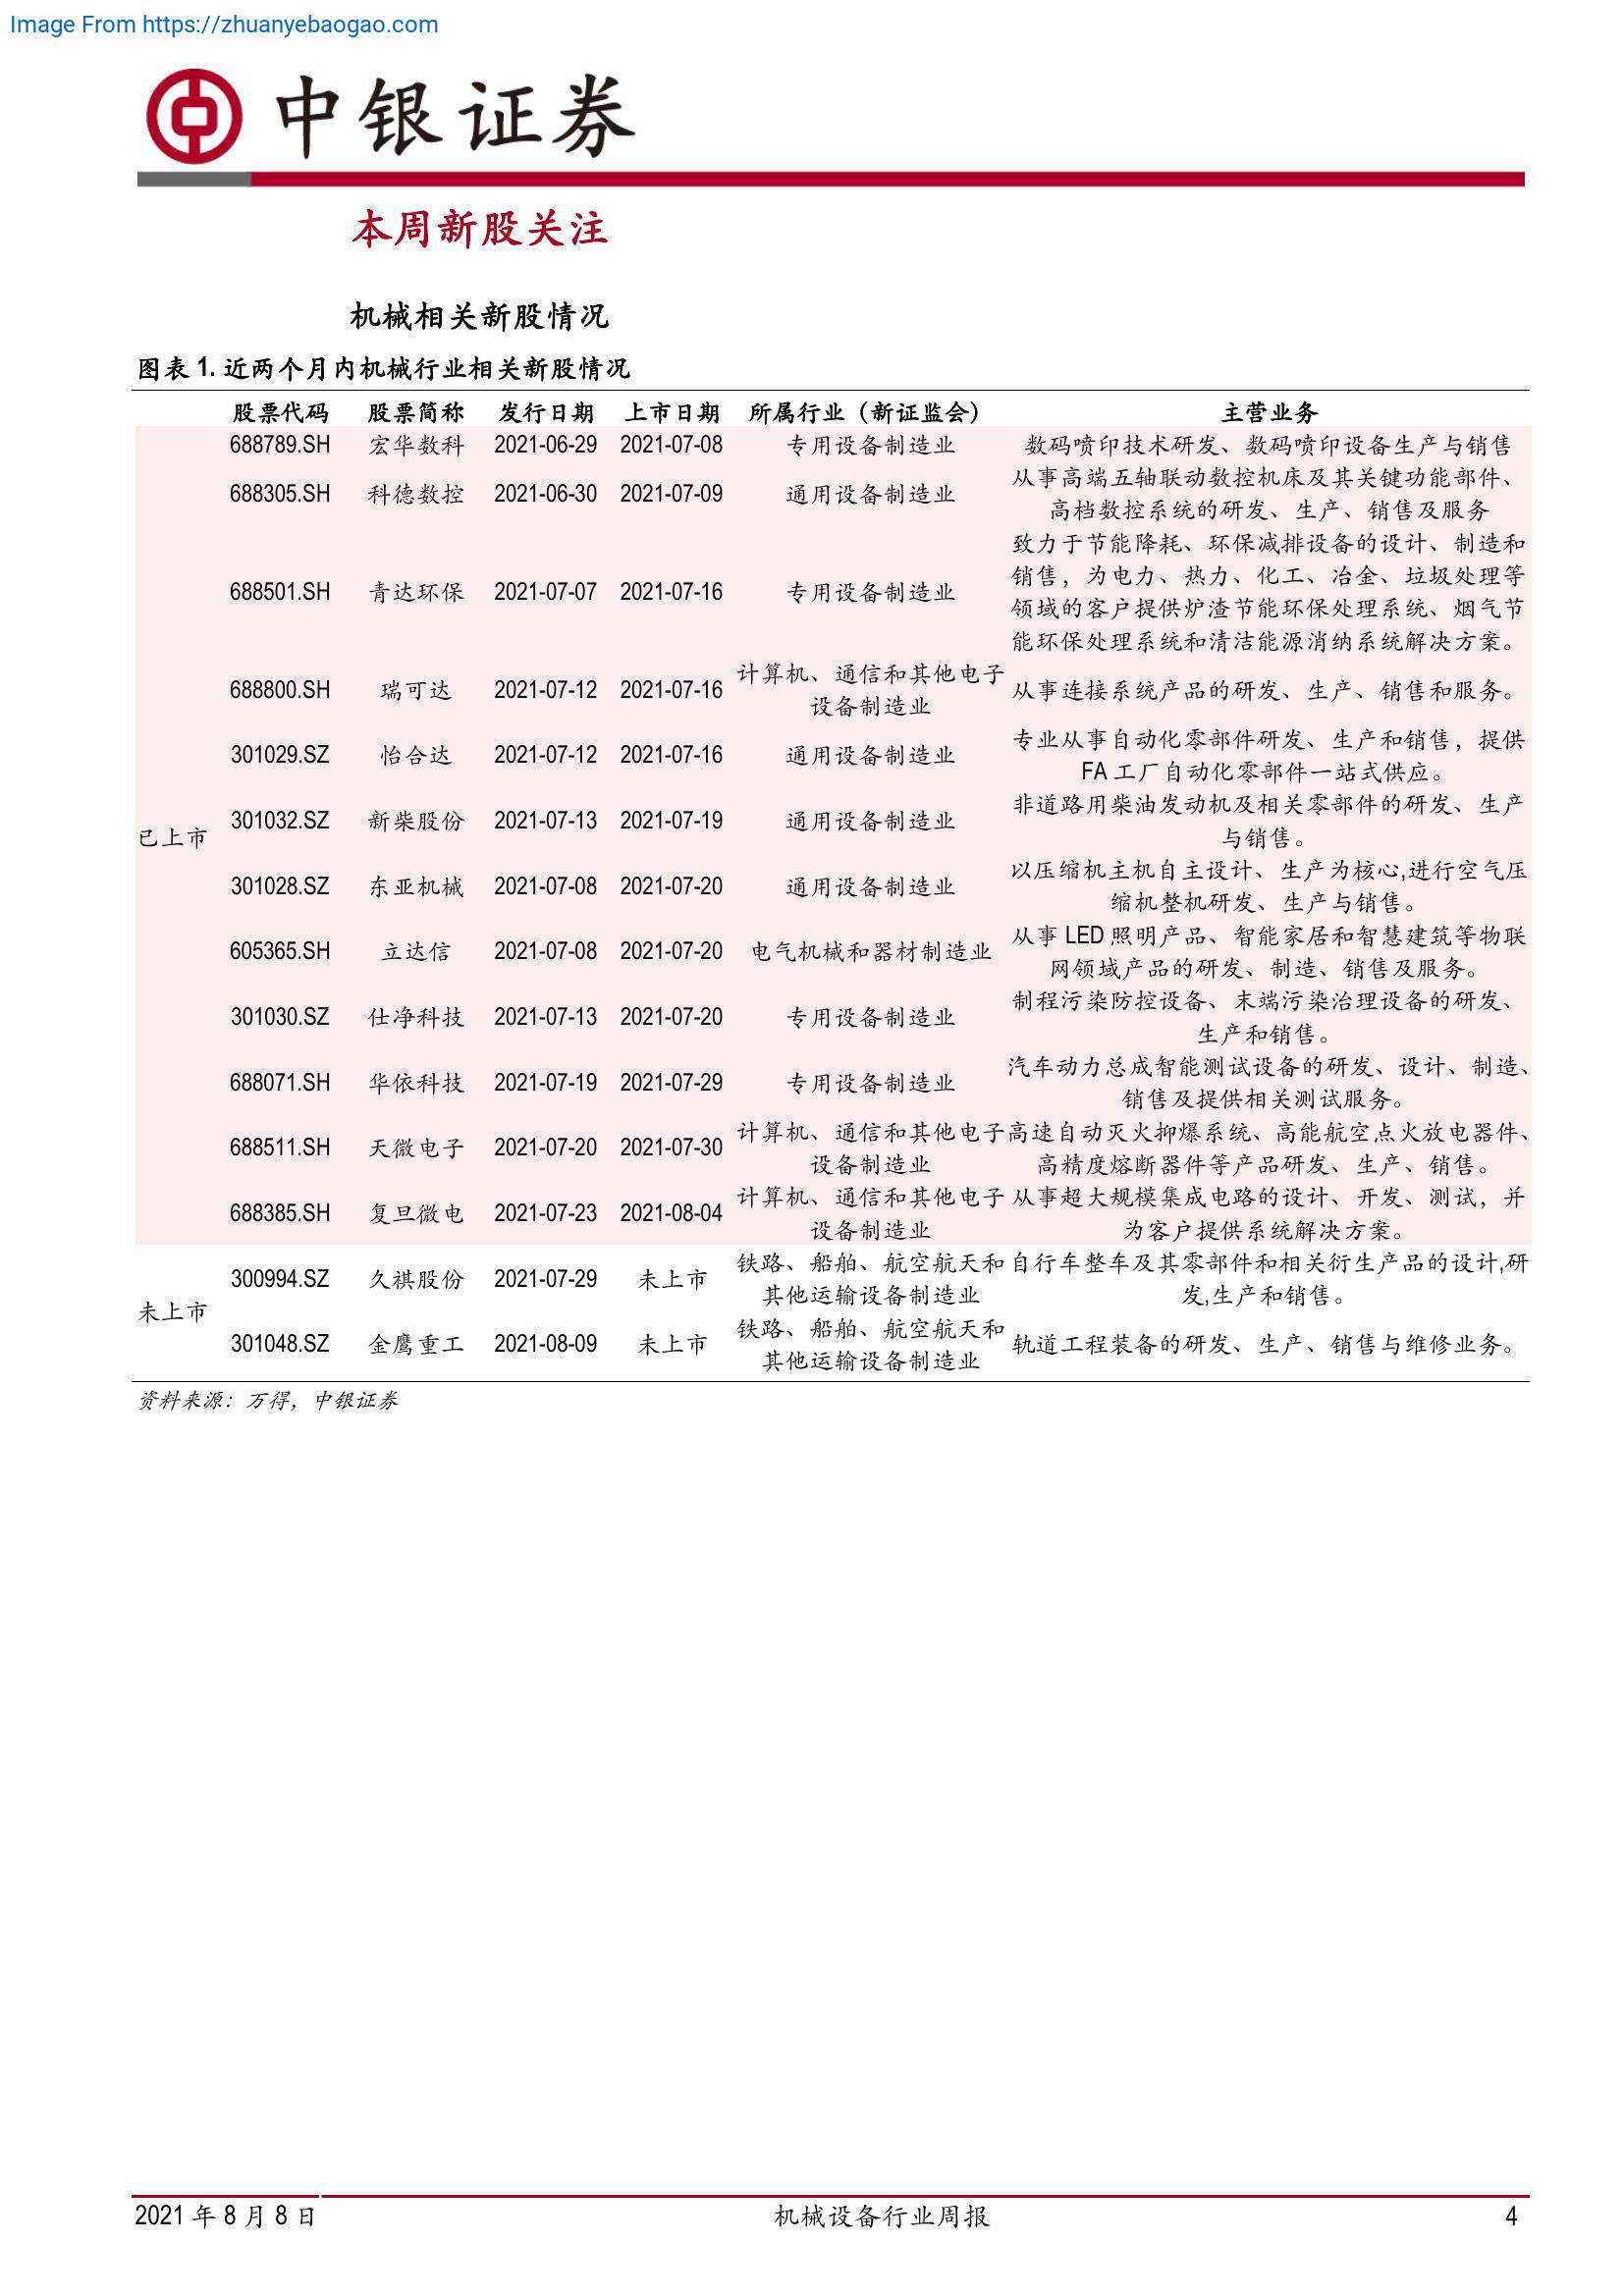 Image From https://zhuanyebaogao.com
中银证券
本周新股关注
机械相关新股情况
图表 1. 近两个月内机械行业相关新股情况
股票代码 股票简称 发行日期 上市日期 所属行业（新证监会） 主营业务
688789.SH 宏华数科 2021-06-29 2021-07-08 专用设备制造业 数码喷印技术研发、数码喷印设备生产与销售
从事高端五轴联动数控机床及其关键功能部件、
688305.SH 科德数控 2021-06-30 2021-07-09 通用设备制造业
高档数控系统的研发、生产、销售及服务
致力于节能降耗、环保减排设备的设计、制造和
销售，为电力、热力、化工、冶金、垃圾处理等
688501.SH 青达环保 2021-07-07 2021-07-16 专用设备制造业
领域的客户提供炉渣节能环保处理系统、烟气节
能环保处理系统和清洁能源消纳系统解决方案。
计算机、通信和其他电子
688800.SH 瑞可达 2021-07-12 2021-07-16 从事连接系统产品的研发、生产、销售和服务。
设备制造业
专业从事自动化零部件研发、生产和销售，提供
301029.SZ 怡合达 2021-07-12 2021-07-16 通用设备制造业
FA 工厂自动化零部件一站式供应。
非道路用柴油发动机及相关零部件的研发、生产
301032.SZ 新柴股份 2021-07-13 2021-07-19 通用设备制造业
已上市 与销售。
以压缩机主机自主设计、生产为核心,进行空气压
301028.SZ 东亚机械 2021-07-08 2021-07-20 通用设备制造业
缩机整机研发、生产与销售。
从事 LED 照明产品、智能家居和智慧建筑等物联
605365.SH 立达信 2021-07-08 2021-07-20 电气机械和器材制造业
网领域产品的研发、制造、销售及服务。
制程污染防控设备、末端污染治理设备的研发、
301030.SZ 仕净科技 2021-07-13 2021-07-20 专用设备制造业
生产和销售。
汽车动力总成智能测试设备的研发、设计、制造、
688071.SH 华依科技 2021-07-19 2021-07-29 专用设备制造业
销售及提供相关测试服务。
计算机、通信和其他电子 高速自动灭火抑爆系统、高能航空点火放电器件、
688511.SH 天微电子 2021-07-20 2021-07-30
设备制造业 高精度熔断器件等产品研发、生产、销售。
计算机、通信和其他电子 从事超大规模集成电路的设计、开发、测试，并
688385.SH 复旦微电 2021-07-23 2021-08-04
设备制造业 为客户提供系统解决方案。
铁路、船舶、航空航天和 自行车整车及其零部件和相关衍生产品的设计,研
300994.SZ 久祺股份 2021-07-29 未上市
其他运输设备制造业 发,生产和销售。
未上市
铁路、船舶、航空航天和
301048.SZ 金鹰重工 2021-08-09 未上市 轨道工程装备的研发、生产、销售与维修业务。
其他运输设备制造业
资料来源：万得，中银证券
2021 年 8 月 8 日 机械设备行业周报 4